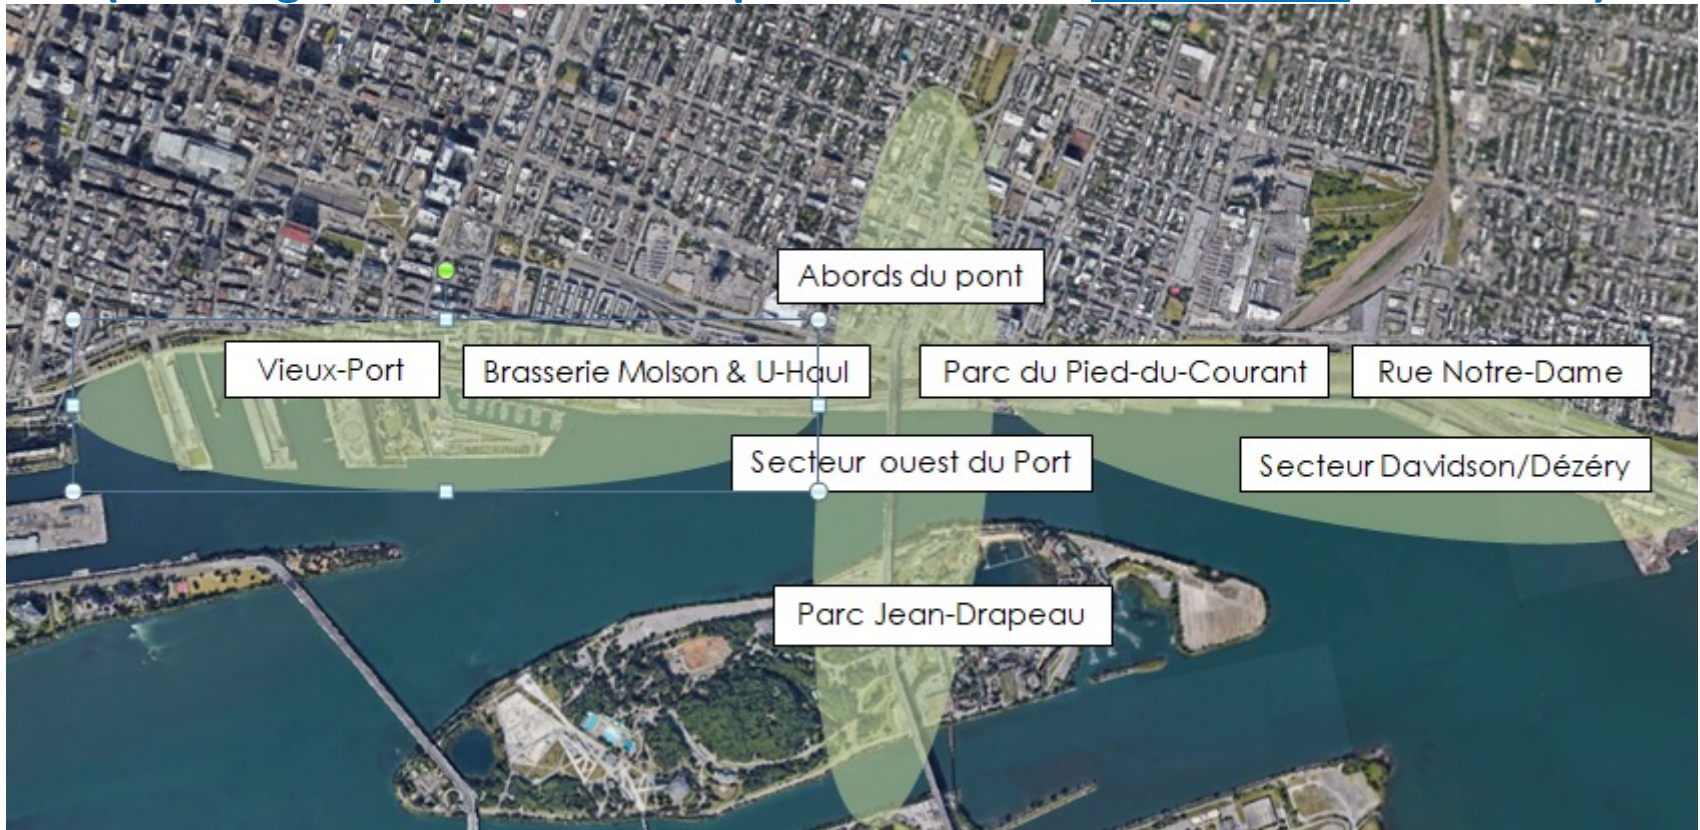 Abords du pont
Vieux-Port
Brasserie Molson & U-Haul
Parc du Pied-du-Courant
Rue Notre-Dame
Secteur ouest du Port
Secteur Davidson/Dézéry
Parc Jean-Drapeau